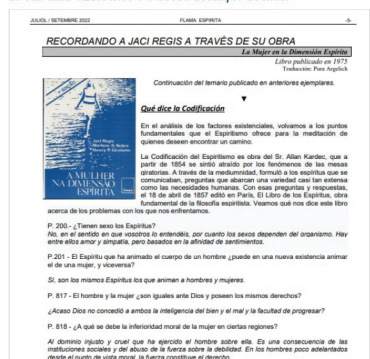 JULIOL / SETEMBRE 2022 FLAMA ESPIRITA -5-
RECORDANDO A JACI REGIS A TRAVÉS DE SU OBRA
La Mujer en la Dimensión Espírita
Libro publicado en 1975
Traducción: Pura Argelich
Continuación del temario publicado en anteriores ejemplares.
▼
Qué dice la Codificación
Jaci Regis
Marlene S. Nobre
Nancy P. Girolamo
A MULHER
NA DIMENSÃO
ESPÍRITA
En el análisis de los factores existenciales, volvamos a los puntos
fundamentales que el Espiritismo ofrece para la meditación de
quienes deseen encontrar un camino.
La Codificación del Espiritismo es obra del Sr. Allan Kardec, que a
partir de 1854 se sintió atraído por los fenómenos de las mesas
giratorias. A través de la mediumnidad, formuló a los espíritus que se
comunicaban, preguntas que abarcan una variedad casi tan extensa
como las necesidades humanas. Con esas preguntas y respuestas,
el 18 de abril de 1857 editó en París, El Libro de los Espíritus, obra
fundamental de la filosofía espiritista. Veamos qué nos dice este libro
acerca de los problemas con los que nos enfrentamos.
P. 200.- ¿Tienen sexo los Espíritus?
No, en el sentido en que vosotros lo entendéis, por cuanto los sexos dependen del organismo. Hay
entre ellos amor y simpatía, pero basados en la afinidad de sentimientos.
P.201 - El Espíritu que ha animado el cuerpo de un hombre ¿puede en una nueva existencia animar
el de una mujer, y viceversa?
Sí, son los mismos Espíritus los que animan a hombres y mujeres.
P. 817 - El hombre y la mujer ¿son iguales ante Dios y poseen los mismos derechos?
¿Acaso Dios no concedió a ambos la inteligencia del bien y el mal y la facultad de progresar?
P. 818 - ¿A qué se debe la inferioridad moral de la mujer en ciertas regiones?
Al dominio injusto y cruel que ha ejercido el hombre sobre ella. Es una consecuencia de las
instituciones sociales y del abuso de la fuerza sobre la debilidad. En los hombres poco adelantados
desde el punto de vista moral, la fuerza constituye el derecho.